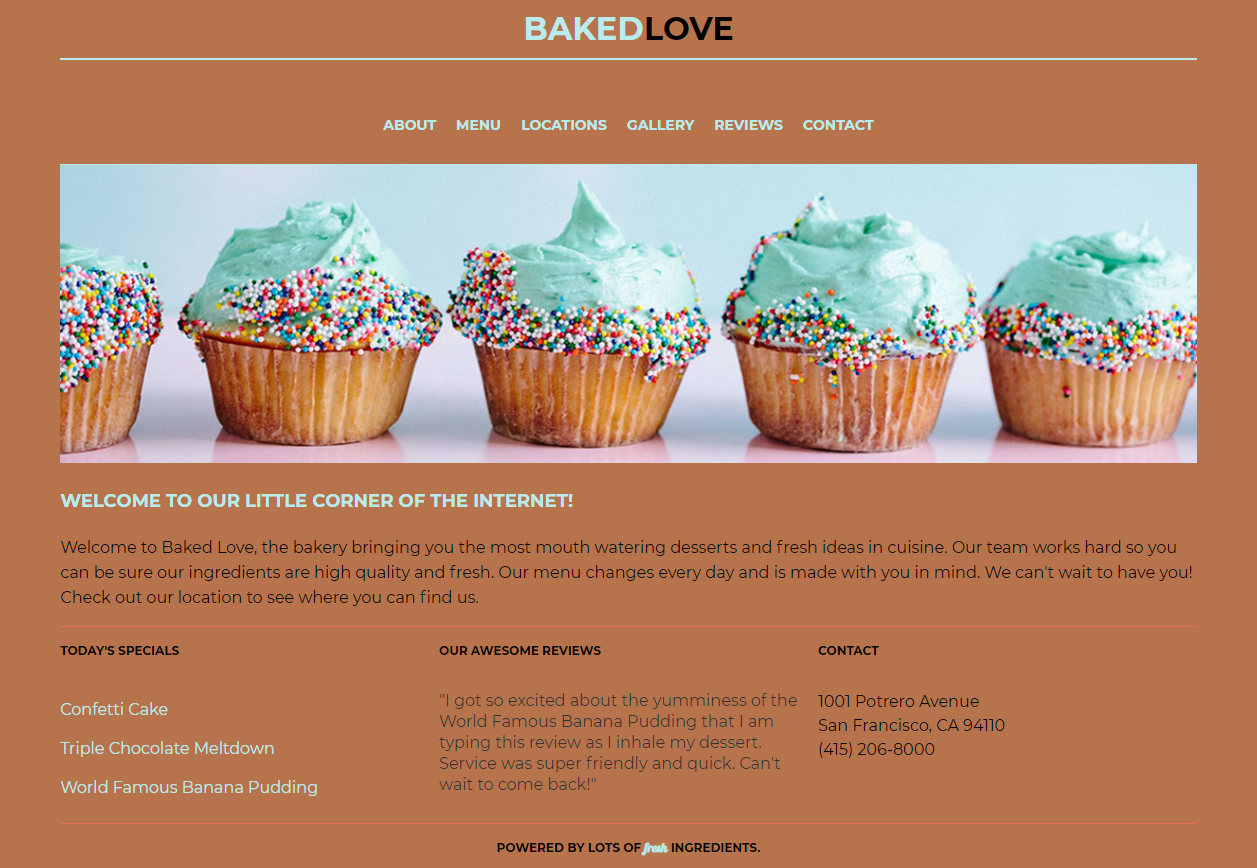 BAKEDLOVE
ABOUT MENU LOCATIONS GALLERY REVIEWS CONTACT
WELCOME TO OUR LITTLE CORNER OF THE INTERNET!
Welcome to Baked Love, the bakery bringing you the most mouth watering desserts and fresh ideas in cuisine. Our team works hard so you
can be sure our ingredients are high quality and fresh. Our menu changes every day and is made with you in mind. We can't wait to have you!
Check out our location to see where you can find us.
TODAY'S SPECIALS
Confetti Cake
Triple Chocolate Meltdown
World Famous Banana Pudding
OUR AWESOME REVIEWS
"I got so excited about the yumminess of the
World Famous Banana Pudding that I am
typing this review as I inhale my dessert.
Service was super friendly and quick. Can't
wait to come back!"
CONTACT
1001 Potrero Avenue
San Francisco, CA 94110
(415) 206-8000
POWERED BY LOTS OF fresh INGREDIENTS.